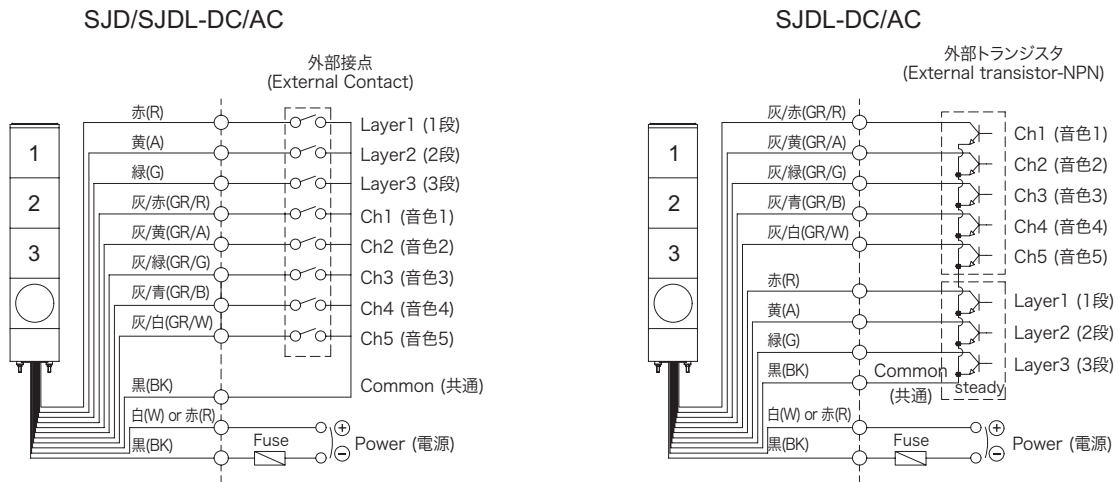 SJD/SJDL-DC/AC
外部接点
(External Contact)
赤(R)
Layer1 (1段)
黄(A)
Layer2 (2段)
緑(G)
Layer3 (3段)
灰/赤(GR/R)
Ch1 (音色1)
灰/黄(GR/A)
Ch2 (音色2)
灰/緑(GR/G)
Ch3 (音色3)
灰/青(GR/B)
Ch4 (音色4)
灰/白(GR/W)
Ch5 (音色5)
1
2
3
黒(BK)
Common (共通)
白(W) or 赤(R)
黒(BK)
Fuse
+
−
Power (電源)
SJDL-DC/AC
外部トランジスタ
(External transistor-NPN)
灰/赤(GR/R)
Ch1 (音色1)
灰/黄(GR/A)
Ch2 (音色2)
灰/緑(GR/G)
Ch3 (音色3)
灰/青(GR/B)
Ch4 (音色4)
灰/白(GR/W)
Ch5 (音色5)
1
2
3
赤(R)
Layer1 (1段)
黄(A)
Layer2 (2段)
緑(G)
Layer3 (3段)
黒(BK)
Common
(共通)
steady
白(W) or 赤(R)
黒(BK)
Fuse
+
−
Power (電源)